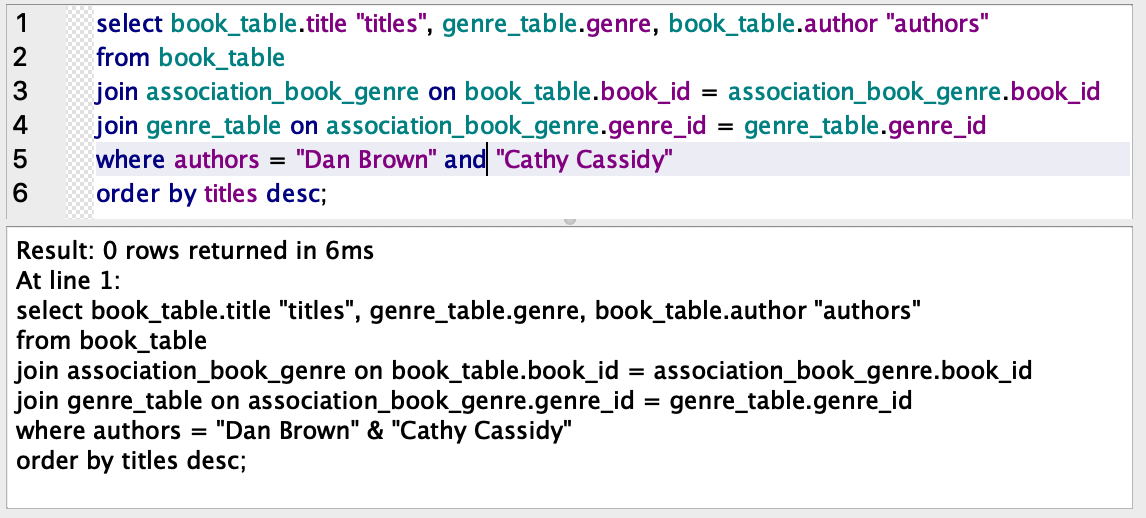 1 select book_table.title "titles", genre_table.genre, book_table.author "authors"
2 from book_table
3 join association_book_genre on book_table.book_id = association_book_genre.book_id
4 join genre_table on association_book_genre.genre_id = genre_table.genre_id
5 where authors = "Dan Brown" and "Cathy Cassidy"
6 order by titles desc;
Result: 0 rows returned in 6ms
At line 1:
select book_table.title "titles", genre_table.genre, book_table.author "authors"
from book_table
join association_book_genre on book_table.book_id = association_book_genre.book_id
join genre_table on association_book_genre.genre_id = genre_table.genre_id
where authors = "Dan Brown" & "Cathy Cassidy"
order by titles desc;